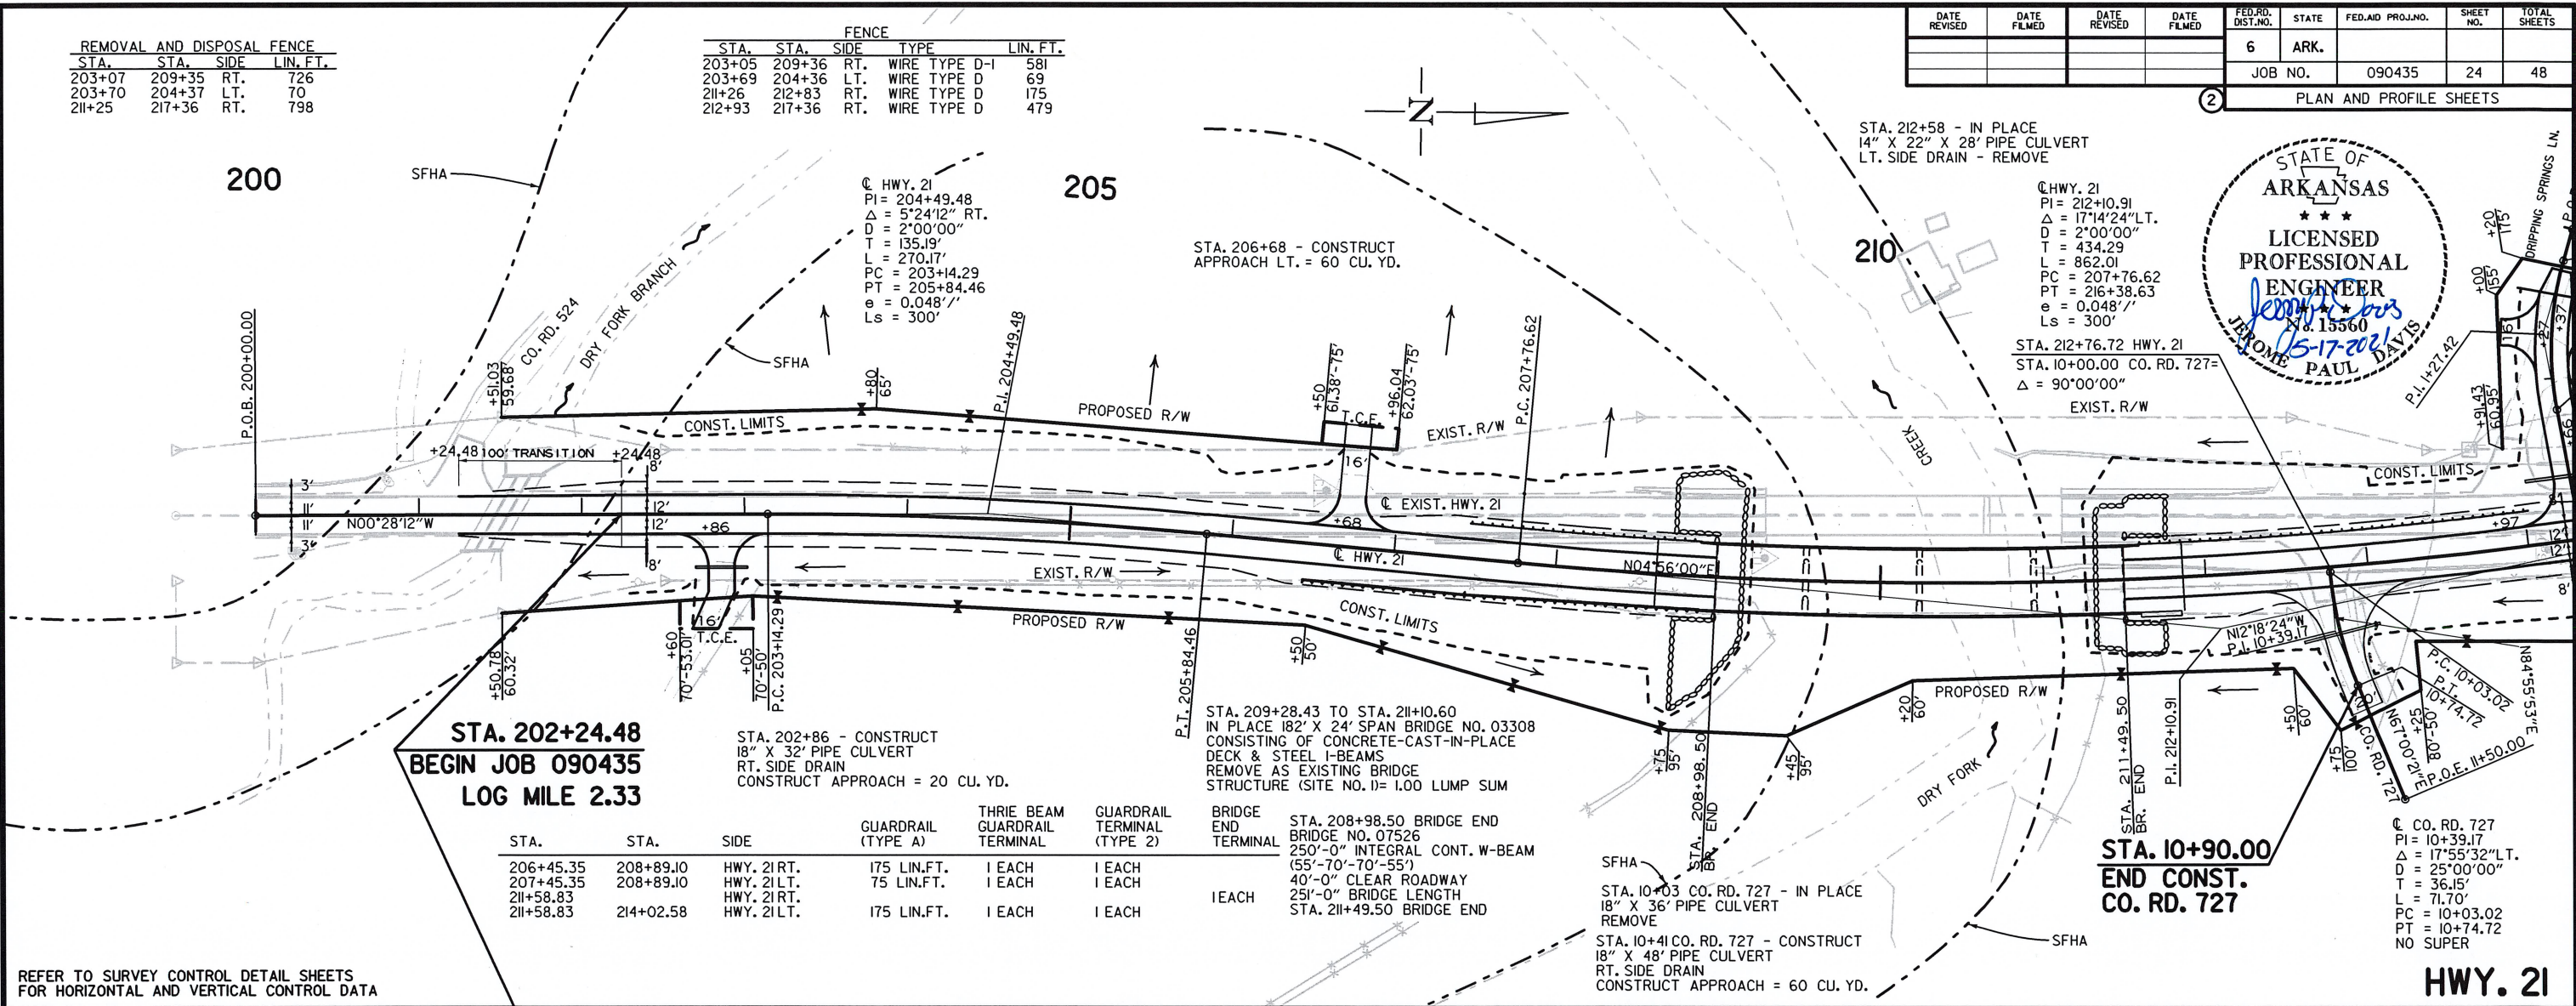 REMOVAL AND DISPOSAL FENCE
STA. STA. SIDE LIN. FT.
203+07 209+35 RT. 726
203+70 204+37 LT. 70
211+25 217+36 RT. 798
FENCE
STA. STA. SIDE TYPE LIN. FT.
203+05 209+36 RT. WIRE TYPE D-1 581
203+69 204+36 LT. WIRE TYPE D 69
211+26 212+83 RT. WIRE TYPE D 175
212+93 217+36 RT. WIRE TYPE D 479
DATE REVISED DATE FILMED DATE REVISED DATE FILMED FED.RD. DIST.NO. STATE FED.AID PROJ.NO. SHEET NO. TOTAL SHEETS
6 ARK.
JOB NO. 090435 24 48
2 PLAN AND PROFILE SHEETS
N
200
205
210
SFHA
SFHA
CO. RD. 524
DRY FORK BRANCH
℄ HWY. 21
PI = 204+49.48
Δ = 5°24'12" RT.
D = 2°00'00"
T = 135.19'
L = 270.17'
PC = 203+14.29
PT = 205+84.46
e = 0.048'/'
Ls = 300'
STA. 206+68 - CONSTRUCT
APPROACH LT. = 60 CU. YD.
STA. 212+58 - IN PLACE
14" X 22" X 28' PIPE CULVERT
LT. SIDE DRAIN - REMOVE
℄ HWY. 21
PI = 212+10.91
Δ = 17°14'24" LT.
D = 2°00'00"
T = 434.29
L = 862.01
PC = 207+76.62
PT = 216+38.63
e = 0.048'/'
Ls = 300'
STATE OF
ARKANSAS
★ ★ ★
LICENSED
PROFESSIONAL
ENGINEER
★ ★ ★
No. 15560
JEROME PAUL DAVIS
5-17-2021
STA. 212+76.72 HWY. 21
STA. 10+00.00 CO. RD. 727=
Δ = 90°00'00"
EXIST. R/W
DRIPPING SPRINGS LN.
+20
175'
+00
155'
P.I. 1+27.42
+91.43
60.95'
15'
+27
+37
+66
P.O.B. 200+00.00
+51.03
59.68'
+80
65'
P.I. 204+49.48
+50
61.38'-75'
+96.04
62.03'-75'
P.C. 207+76.62
CONST. LIMITS
PROPOSED R/W
T.C.E.
EXIST. R/W
CREEK
CONST. LIMITS
+24.48 100' TRANSITION +24.48
8'
3'
11'
11'
3'
N00°28'12"W
12'
12'
8'
+86
16'
+68
℄ EXIST. HWY. 21
℄ HWY. 21
N04°56'00"E
+97
12'
12'
8'
EXIST. R/W
CONST. LIMITS
PROPOSED R/W
PROPOSED R/W
16'
T.C.E.
+50.78
60.32'
+60
70'-53.01'
+05
70'-50'
P.C. 203+14.29
P.T. 205+84.46
+50
50'
+75
95'
STA. 208+98.50
BR. END
+45
95'
+20
60'
DRY FORK
STA. 211+49.50
BR. END
P.I. 212+10.91
+50
60'
+75
100'
N12°18'24"W
P.I. 10+39.17
P.C. 10+03.02
P.T.
10+74.72
N84°55'53"E
+25
80'-50'
N67°00'21"E
P.O.E. 11+50.00
CO. RD. 727
STA. 202+24.48
BEGIN JOB 090435
LOG MILE 2.33
STA. 202+86 - CONSTRUCT
18" X 32' PIPE CULVERT
RT. SIDE DRAIN
CONSTRUCT APPROACH = 20 CU. YD.
STA. 209+28.43 TO STA. 211+10.60
IN PLACE 182' X 24' SPAN BRIDGE NO. 03308
CONSISTING OF CONCRETE-CAST-IN-PLACE
DECK & STEEL I-BEAMS
REMOVE AS EXISTING BRIDGE
STRUCTURE (SITE NO. 1)= 1.00 LUMP SUM
STA. STA. SIDE GUARDRAIL (TYPE A) THRIE BEAM GUARDRAIL TERMINAL GUARDRAIL TERMINAL (TYPE 2) BRIDGE END TERMINAL
206+45.35 208+89.10 HWY. 21 RT. 175 LIN.FT. 1 EACH 1 EACH
207+45.35 208+89.10 HWY. 21 LT. 75 LIN.FT. 1 EACH 1 EACH
211+58.83 HWY. 21 RT. 1 EACH
211+58.83 214+02.58 HWY. 21 LT. 175 LIN.FT. 1 EACH 1 EACH
STA. 208+98.50 BRIDGE END
BRIDGE NO. 07526
250'-0" INTEGRAL CONT. W-BEAM
(55'-70'-70'-55')
40'-0" CLEAR ROADWAY
251'-0" BRIDGE LENGTH
STA. 211+49.50 BRIDGE END
SFHA
STA. 10+03 CO. RD. 727 - IN PLACE
18" X 36' PIPE CULVERT
REMOVE
STA. 10+41 CO. RD. 727 - CONSTRUCT
18" X 48' PIPE CULVERT
RT. SIDE DRAIN
CONSTRUCT APPROACH = 60 CU. YD.
SFHA
STA. 10+90.00
END CONST.
CO. RD. 727
℄ CO. RD. 727
PI = 10+39.17
Δ = 17°55'32" LT.
D = 25°00'00"
T = 36.15'
L = 71.70'
PC = 10+03.02
PT = 10+74.72
NO SUPER
REFER TO SURVEY CONTROL DETAIL SHEETS
FOR HORIZONTAL AND VERTICAL CONTROL DATA
HWY. 21